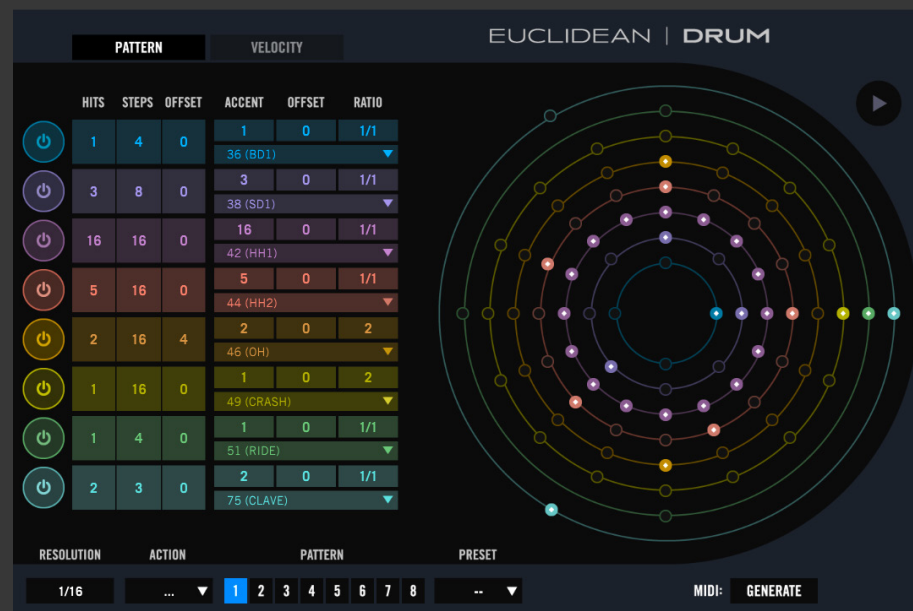 EUCLIDEAN | DRUM
PATTERN VELOCITY
HITS STEPS OFFSET ACCENT OFFSET RATIO
1 4 0 1 0 1/1
36 (BD1)
3 8 0 3 0 1/1
38 (SD1)
16 16 0 16 0 1/1
42 (HH1)
5 16 0 5 0 1/1
44 (HH2)
2 16 4 2 0 2
46 (OH)
1 16 0 1 0 2
49 (CRASH)
1 4 0 1 0 1/1
51 (RIDE)
2 3 0 2 0 1/1
75 (CLAVE)
RESOLUTION ACTION PATTERN PRESET
1/16 ... 1 2 3 4 5 6 7 8 -- MIDI: GENERATE